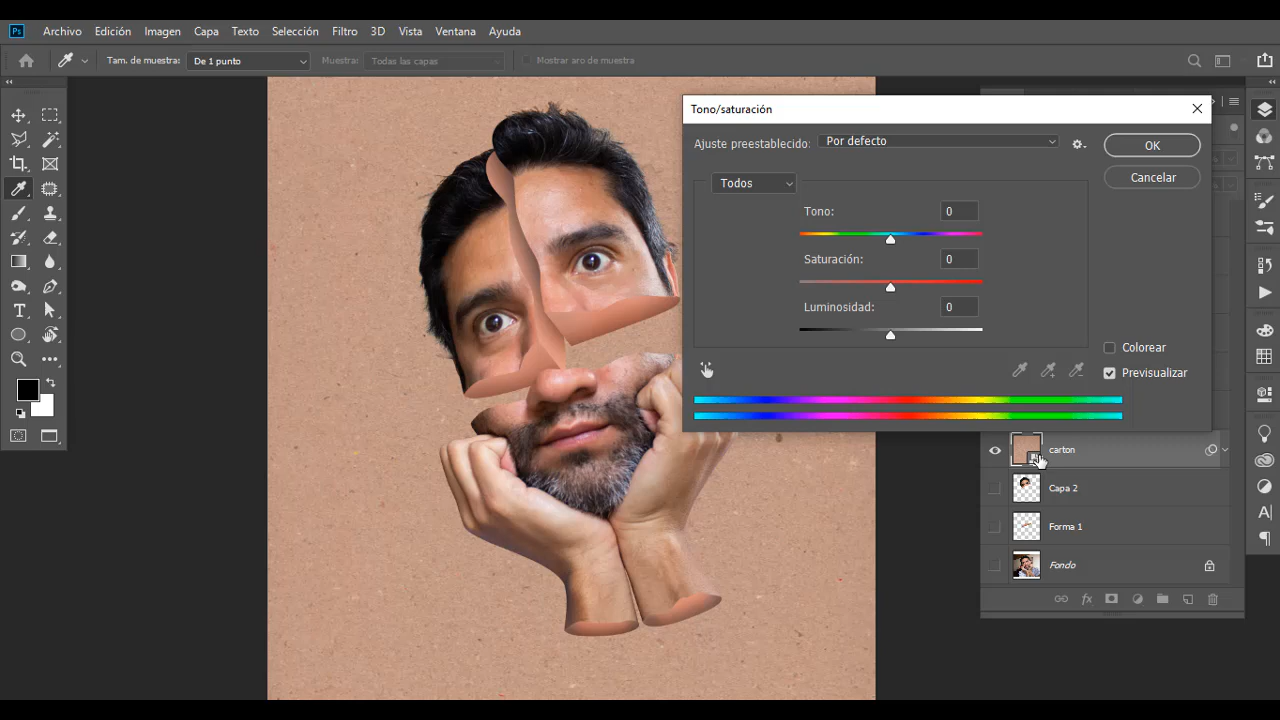 Ps Archivo Edición Imagen Capa Texto Selección Filtro 3D Vista Ventana Ayuda
Tam. de muestra: De 1 punto Muestra: Todas las capas Mostrar aro de muestra
Tono/saturación
Ajuste preestablecido: Por defecto OK
Todos Cancelar
Tono: 0
Saturación: 0
Luminosidad: 0
Colorear
Previsualizar
carton
Capa 2
Forma 1
Fondo
fx